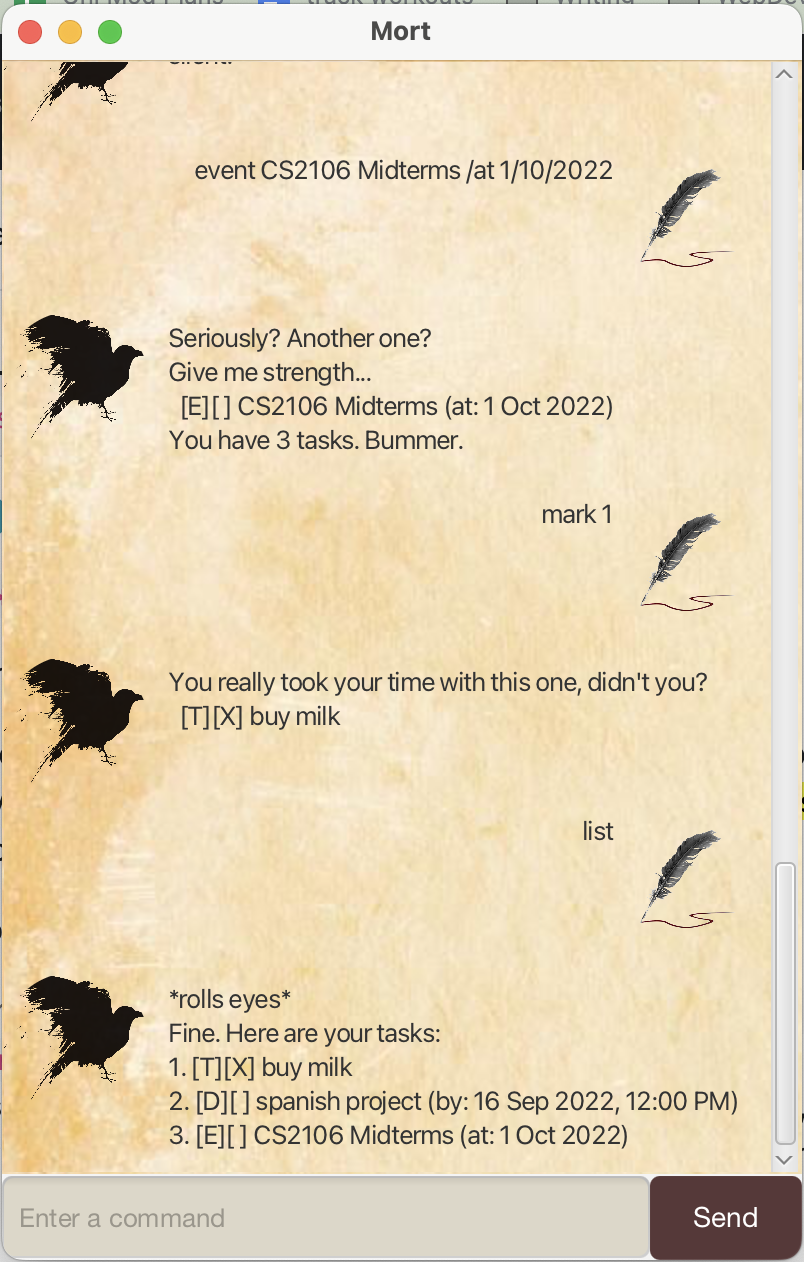 Mort
event CS2106 Midterms /at 1/10/2022
Seriously? Another one?
Give me strength...
[E][ ] CS2106 Midterms (at: 1 Oct 2022)
You have 3 tasks. Bummer.
mark 1
You really took your time with this one, didn't you?
[T][X] buy milk
list
*rolls eyes*
Fine. Here are your tasks:
1. [T][X] buy milk
2. [D][ ] spanish project (by: 16 Sep 2022, 12:00 PM)
3. [E][ ] CS2106 Midterms (at: 1 Oct 2022)
Enter a command
Send